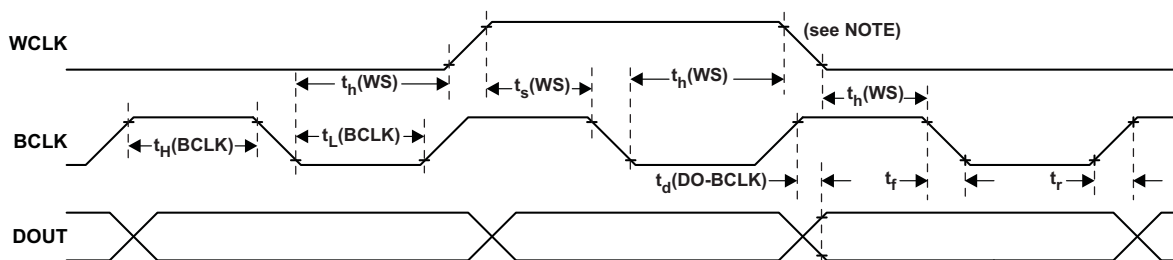 WCLK
(see NOTE)
th(WS)
ts(WS)
th(WS)
th(WS)
BCLK
tH(BCLK)
tL(BCLK)
td(DO-BCLK)
tf
tr
DOUT